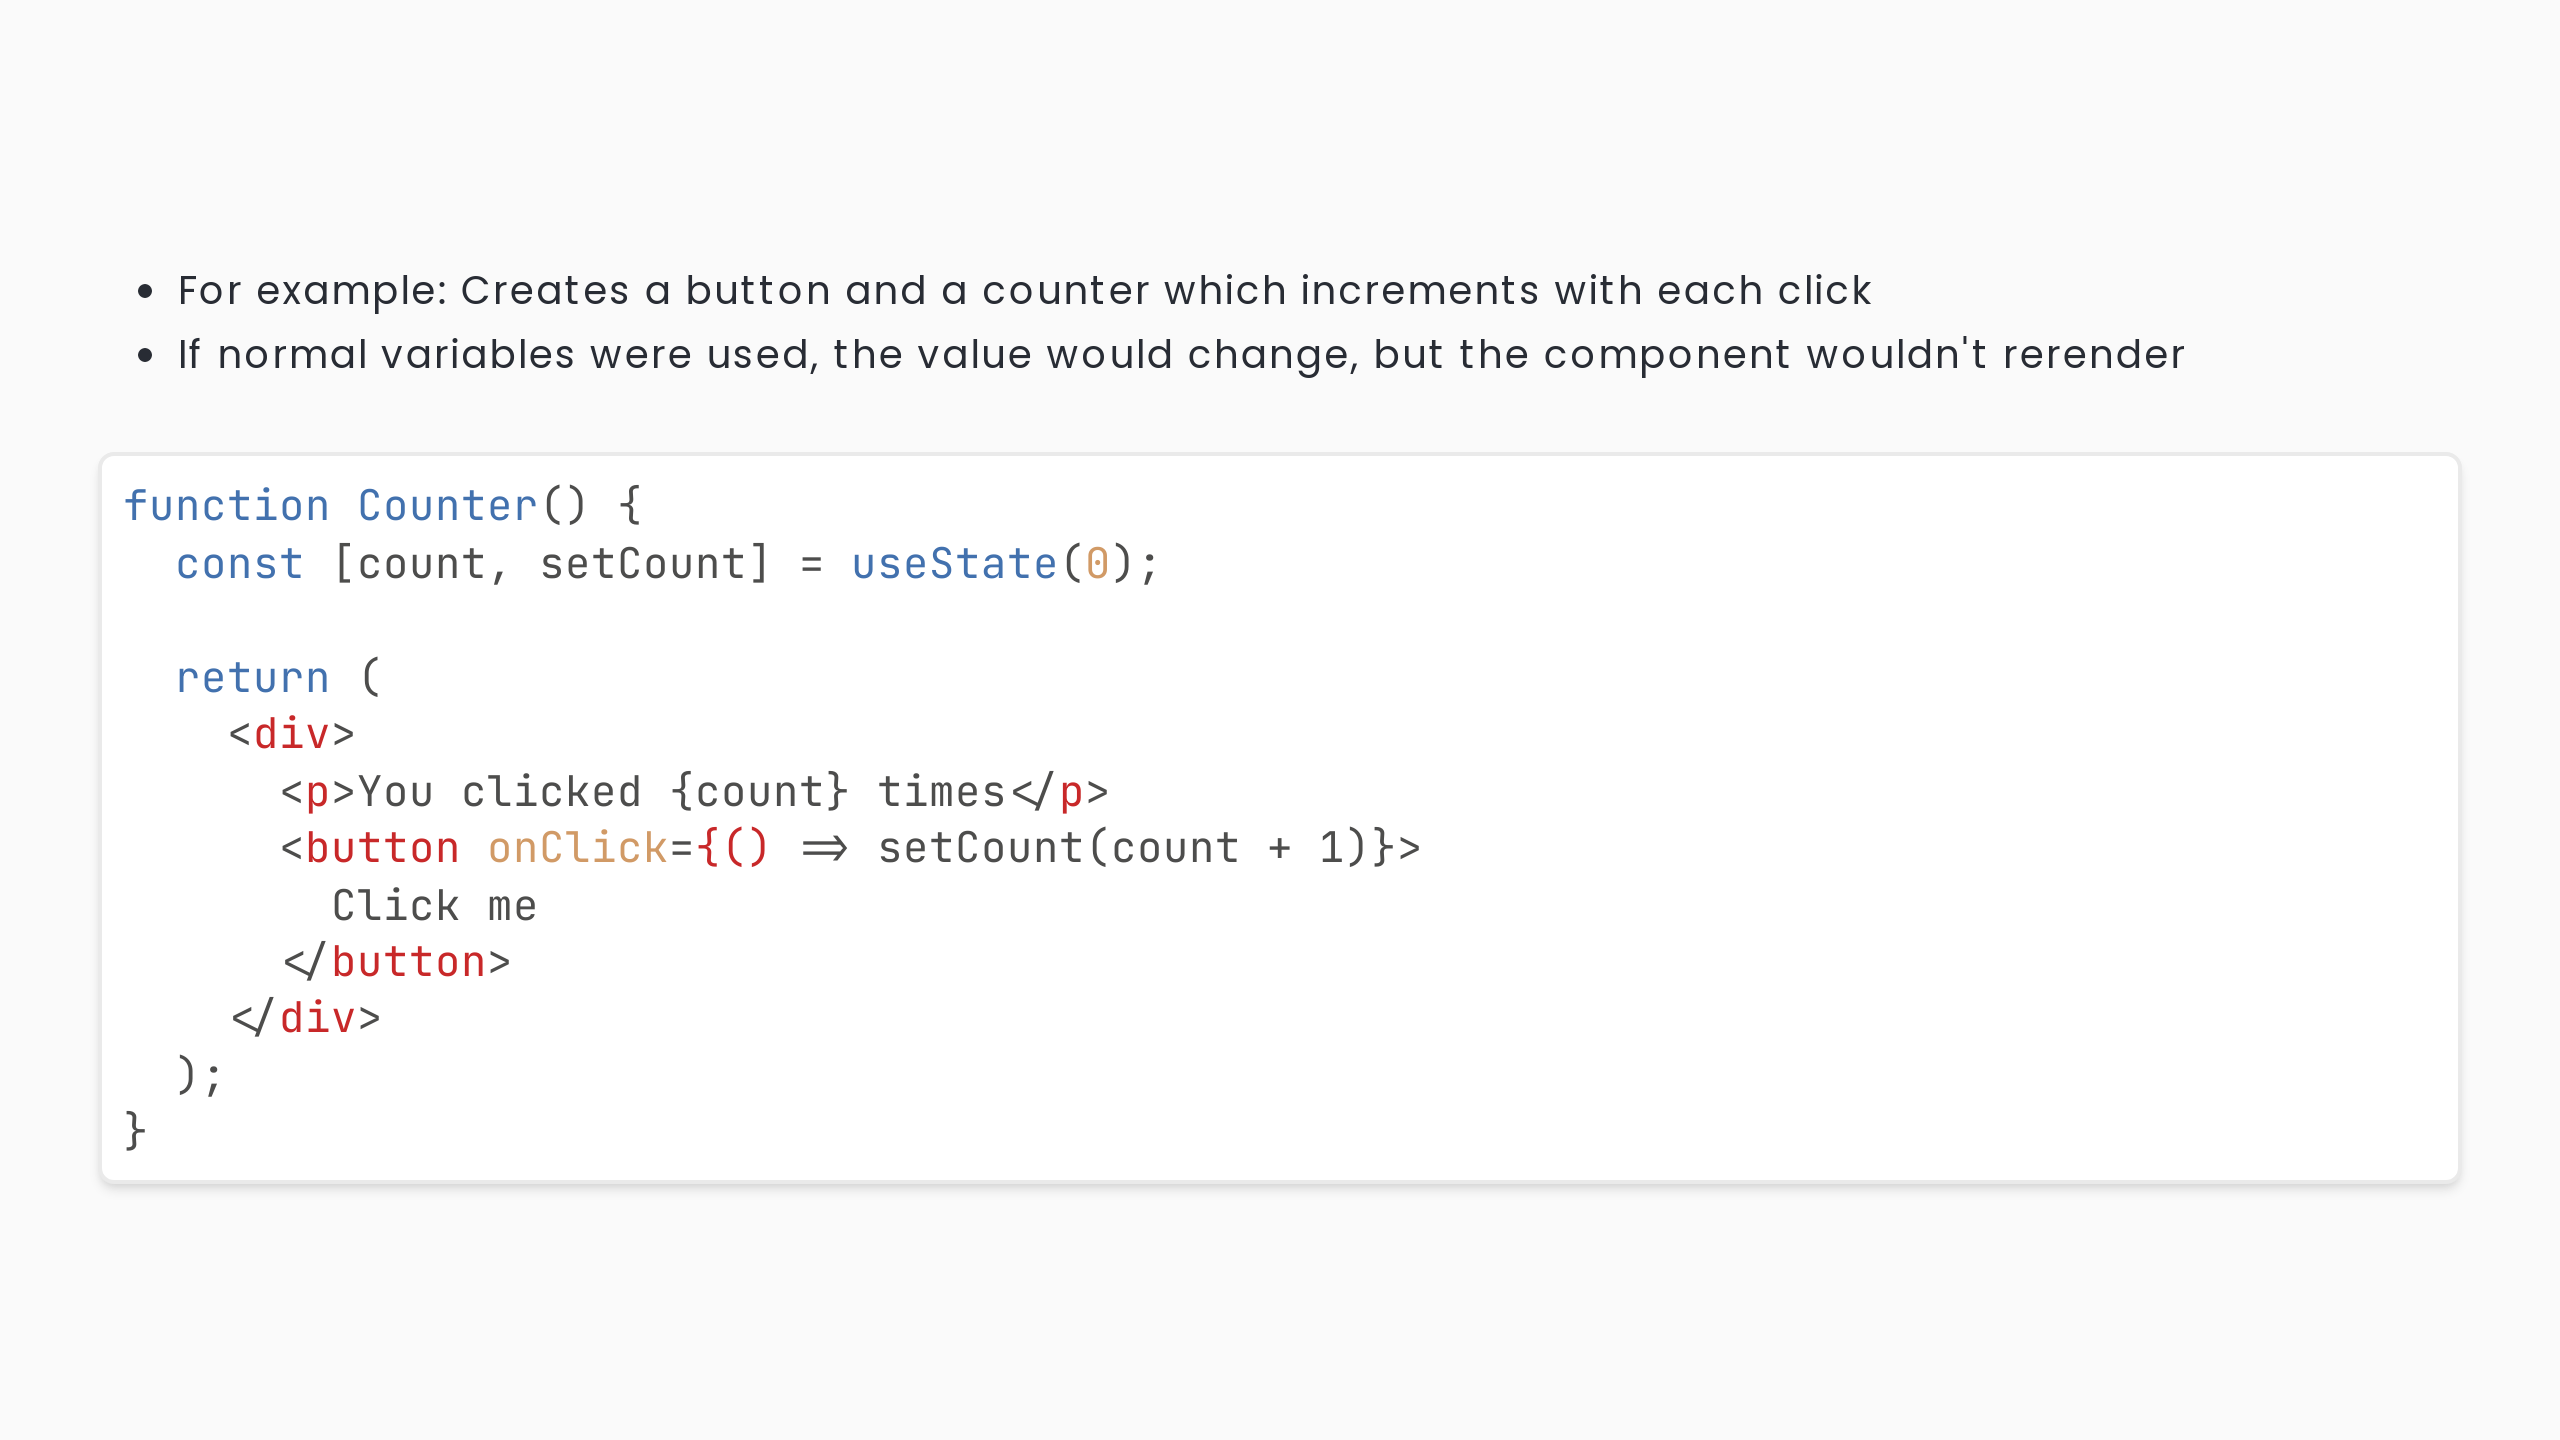 • For example: Creates a button and a counter which increments with each click
• If normal variables were used, the value would change, but the component wouldn't rerender
function Counter() {
  const [count, setCount] = useState(0);

  return (
    <div>
      <p>You clicked {count} times</p>
      <button onClick={() => setCount(count + 1)}>
        Click me
      </button>
    </div>
  );
}